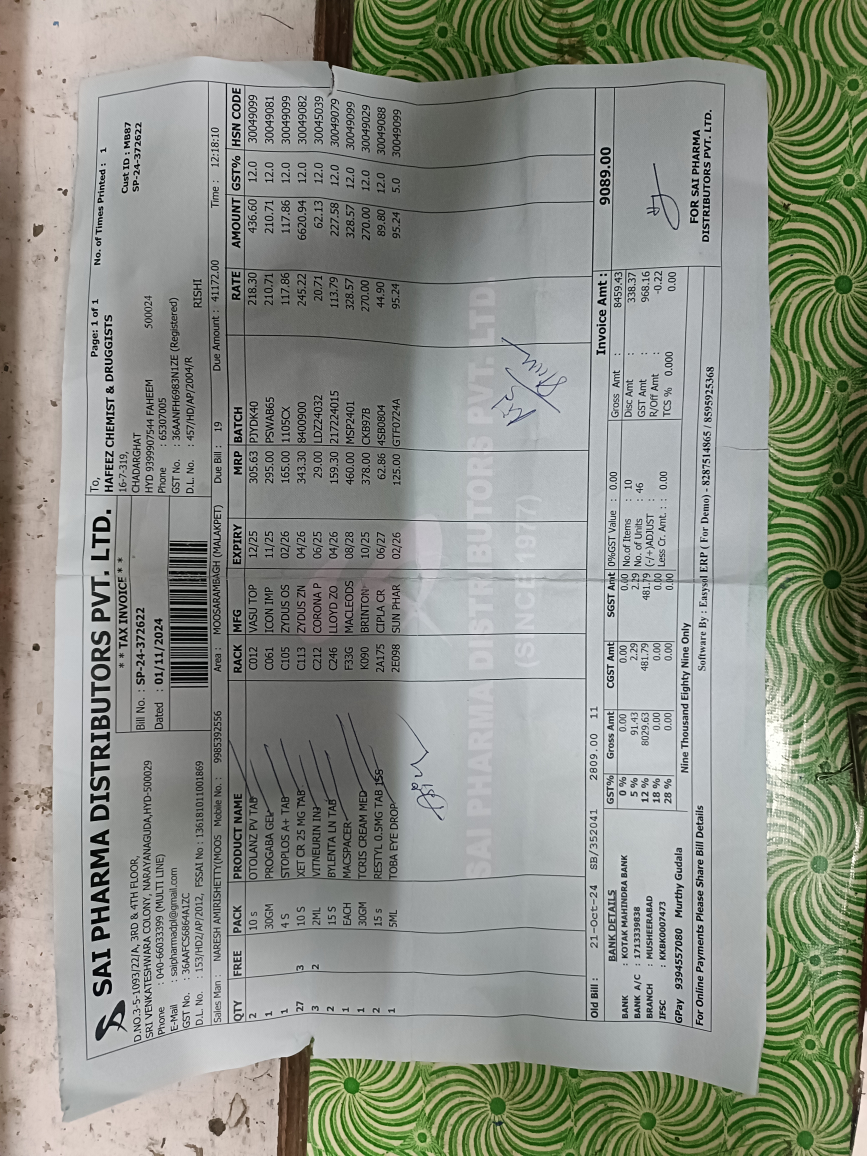 SAI PHARMA DISTRIBUTORS PVT. LTD.
D.NO.3-5-1093/22/A, 3RD & 4TH FLOOR,
SRI VENKATESHWARA COLONY, NARAYANAGUDA,HYD-500029
Phone : 040-66033399 (MULTI LINE)
E-Mail : saipharmadpl@gmail.com
GST No. : 36AAFCS6864A1ZC
D.L. No. : 153/HD2/AP/2012, FSSAI No : 136181011001869
* * TAX INVOICE * *
Bill No. : SP-24-372622
Dated : 01/11/2024
To, Page: 1 of 1 No. of Times Printed : 1
HAFEEZ CHEMIST & DRUGGISTS
16-7-319, Cust ID : MB87
CHADARGHAT SP-24-372622
HYD 9399907544 FAHEEM 500024
Phone : 65307005
GST No. : 36AANFH6983N1ZE (Registered)
D.L. No. : 457/HD/AP/2004/R RISHI
Sales Man : NARESH AMIRISHETTY(MOOS Mobile No. : 9985392556 Area : MOOSARAMBAGH (MALAKPET) Due Bill : 19 Due Amount : 41172.00 Time : 12:18:10
QTY FREE PACK PRODUCT NAME RACK MFG EXPIRY MRP BATCH RATE AMOUNT GST% HSN CODE
2 10 s OTOLANZ PV TAB C012 VASU TOP 12/25 305.63 PJYDK40 218.30 436.60 12.0 30049099
1 30GM PROGABA GEL C061 ICON IMP 11/25 295.00 PSWAB65 210.71 210.71 12.0 30049081
1 4 S STOPLOS A+ TAB C105 ZYDUS OS 02/26 165.00 1105CX 117.86 117.86 12.0 30049099
27 3 10 S XET CR 25 MG TAB C113 ZYDUS ZN 04/26 343.30 8400900 245.22 6620.94 12.0 30049082
3 2 2ML VITNEURIN INJ C212 CORONA P 06/25 29.00 LDZ24032 20.71 62.13 12.0 30045039
2 15 S BYLENTA LN TAB C246 LLOYD ZO 04/26 159.30 217224015 113.79 227.58 12.0 30049079
1 EACH MACSPACER F33G MACLEODS 08/28 460.00 MSP2401 328.57 328.57 12.0 30049099
1 30GM TCRIS CREAM MED K090 BRINTON 10/25 378.00 CKB97B 270.00 270.00 12.0 30049029
2 15 s RESTYL 0.5MG TAB 15S 2A175 CIPLA CR 06/27 62.86 4SB0804 44.90 89.80 12.0 30049088
1 5ML TOBA EYE DROP 2E098 SUN PHAR 02/26 125.00 GTF0724A 95.24 95.24 5.0 30049099
SAI PHARMA DISTRIBUTORS PVT. LTD
(SINCE 1977)
Old Bill : 21-Oct-24 SB/352041 2809.00 11
Invoice Amt : 9089.00
BANK DETAILS
BANK : KOTAK MAHINDRA BANK
BANK A/C : 1713339838
BRANCH : MUSHEERABAD
IFSC : KKBK0007473
GPay 9394557080 Murthy Gudala
GST% Gross Amt CGST Amt SGST Amt
0 % 0.00 0.00 0.00
5 % 91.43 2.29 2.29
12 % 8029.63 481.79 481.79
18 % 0.00 0.00 0.00
28 % 0.00 0.00 0.00
0%GST Value : 0.00
No.of Items : 10
No. of Units : 46
(-/+)ADJUST :
Less Cr. Amt. : : 0.00
Gross Amt : 8459.43
Disc Amt : 338.37
GST Amt : 968.16
R/Off Amt : -0.22
TCS % 0.000 0.00
Nine Thousand Eighty Nine Only
FOR SAI PHARMA
DISTRIBUTORS PVT. LTD.
For Online Payments Please Share Bill Details
Software By : Easysol ERP ( For Demo) - 8287514865 / 8595925368